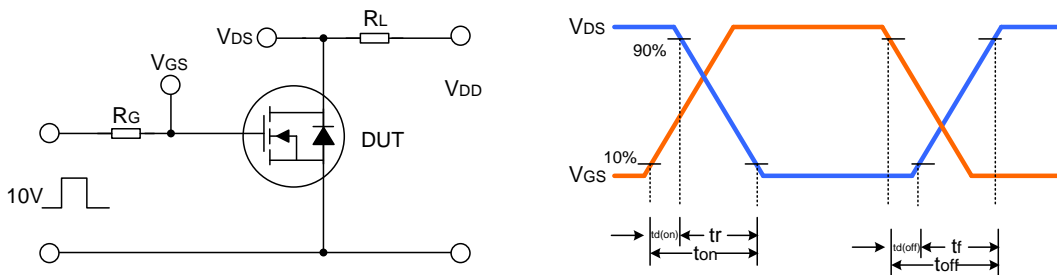 RL
VDS
VGS
VDD
RG
DUT
10V
VDS
90%
10%
VGS
td(on)
tr
ton
td(off)
tf
toff